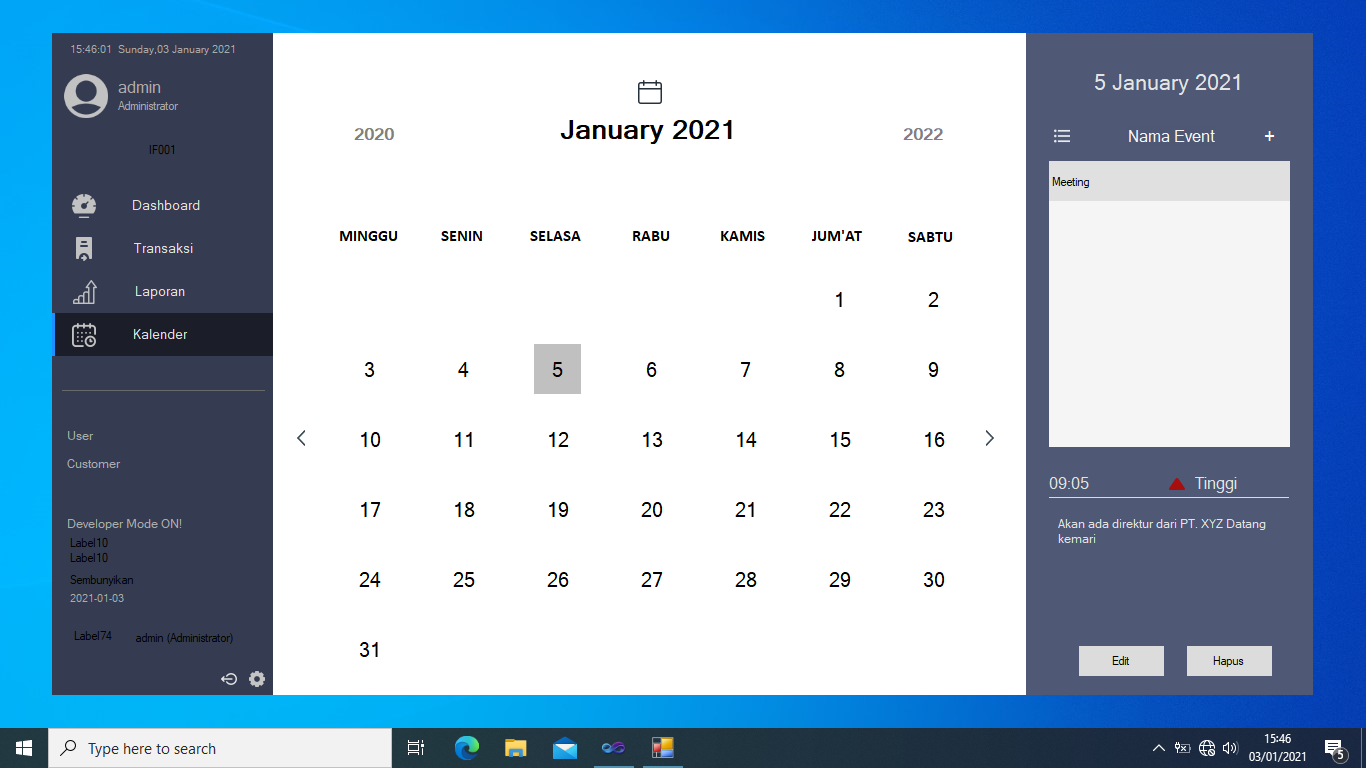 15:46:01 Sunday,03 January 2021
admin
Administrator
IF001
Dashboard
Transaksi
Laporan
Kalender
User
Customer
Developer Mode ON!
Label10
Label10
Sembunyikan
2021-01-03
Label74 admin (Administrator)
2020 January 2021 2022
MINGGU SENIN SELASA RABU KAMIS JUM'AT SABTU
1 2
3 4 5 6 7 8 9
10 11 12 13 14 15 16
17 18 19 20 21 22 23
24 25 26 27 28 29 30
31
5 January 2021
Nama Event +
Meeting
09:05 Tinggi
Akan ada direktur dari PT. XYZ Datang
kemari
Edit Hapus
Type here to search
15:46
03/01/2021
5